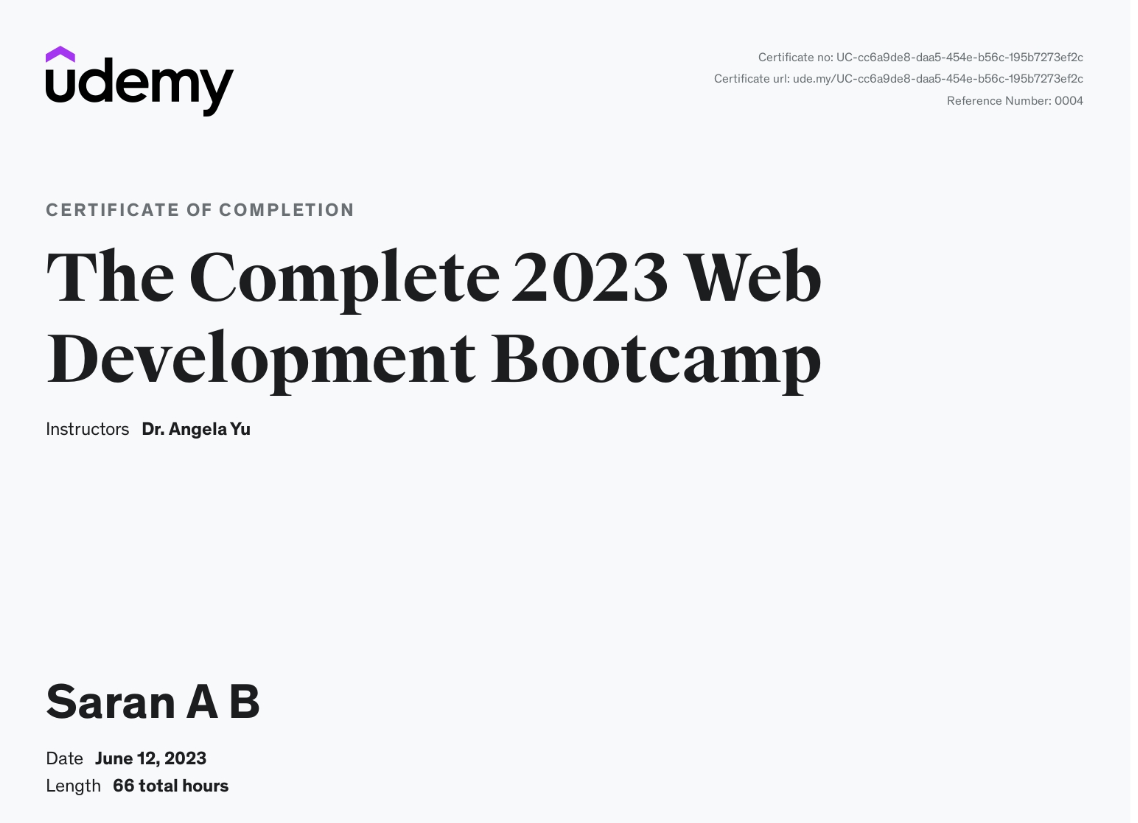 udemy
Certificate no: UC-cc6a9de8-daa5-454e-b56c-195b7273ef2c
Certificate url: ude.my/UC-cc6a9de8-daa5-454e-b56c-195b7273ef2c
Reference Number: 0004
CERTIFICATE OF COMPLETION
The Complete 2023 Web
Development Bootcamp
Instructors Dr. Angela Yu
Saran A B
Date June 12, 2023
Length 66 total hours